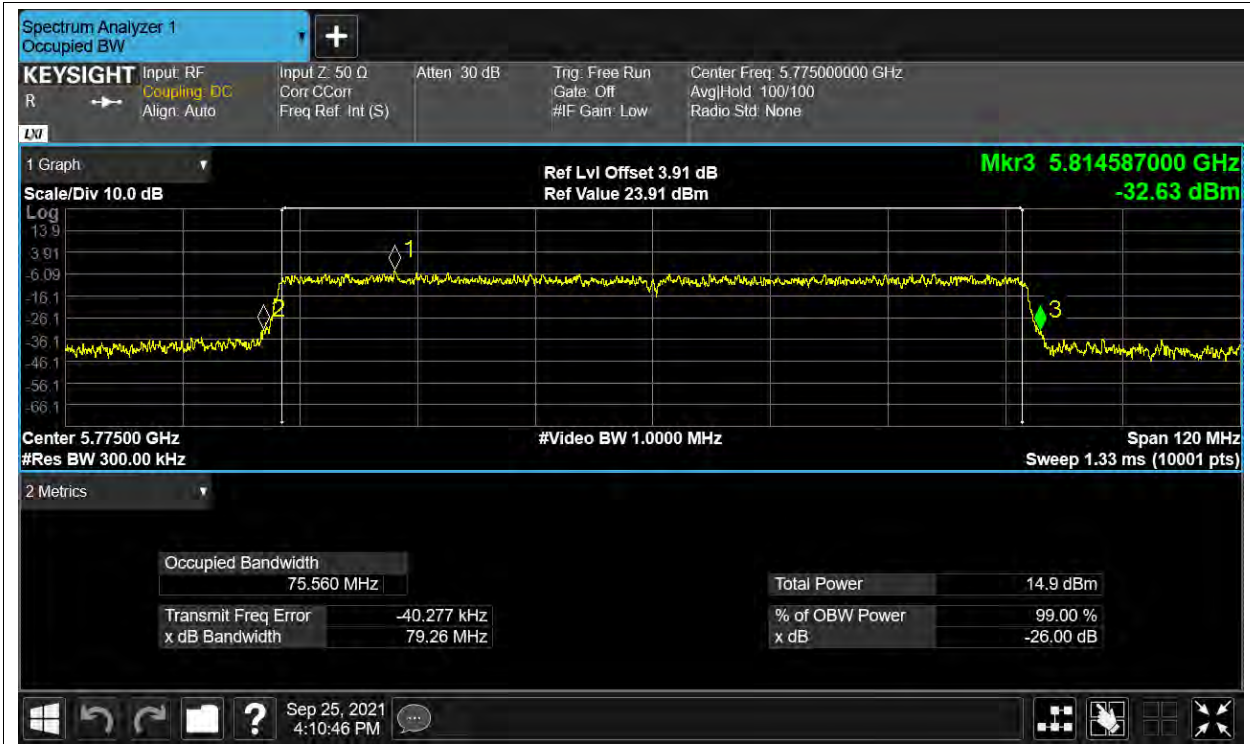 Spectrum Analyzer 1
Occupied BW
+
KEYSIGHT Input: RF Input Z: 50 Ω Atten: 30 dB Trig: Free Run Center Freq: 5.775000000 GHz
R Coupling: DC Corr CCorr Gate: Off Avg|Hold: 100/100
Align: Auto Freq Ref: Int (S) #IF Gain: Low Radio Std: None
LXI
1 Graph Ref Lvl Offset 3.91 dB Mkr3 5.814587000 GHz
Scale/Div 10.0 dB Ref Value 23.91 dBm -32.63 dBm
Log
13.9
3.91
-6.09
-16.1
-26.1
-36.1
-46.1
-56.1
-66.1
1
2
3
Center 5.77500 GHz #Video BW 1.0000 MHz Span 120 MHz
#Res BW 300.00 kHz Sweep 1.33 ms (10001 pts)
2 Metrics
Occupied Bandwidth
75.560 MHz Total Power 14.9 dBm
Transmit Freq Error -40.277 kHz % of OBW Power 99.00 %
x dB Bandwidth 79.26 MHz x dB -26.00 dB
? Sep 25, 2021
4:10:46 PM